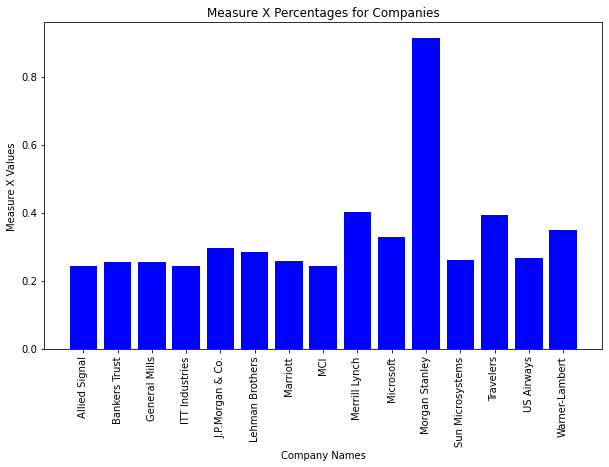 Measure X Percentages for Companies
Measure X Values
0.8
0.6
0.4
0.2
0.0
Allied Signal
Bankers Trust
General Mills
ITT Industries
J.P.Morgan & Co.
Lehman Brothers
Marriott
MCI
Merrill Lynch
Microsoft
Morgan Stanley
Sun Microsystems
Travelers
US Airways
Warner-Lambert
Company Names